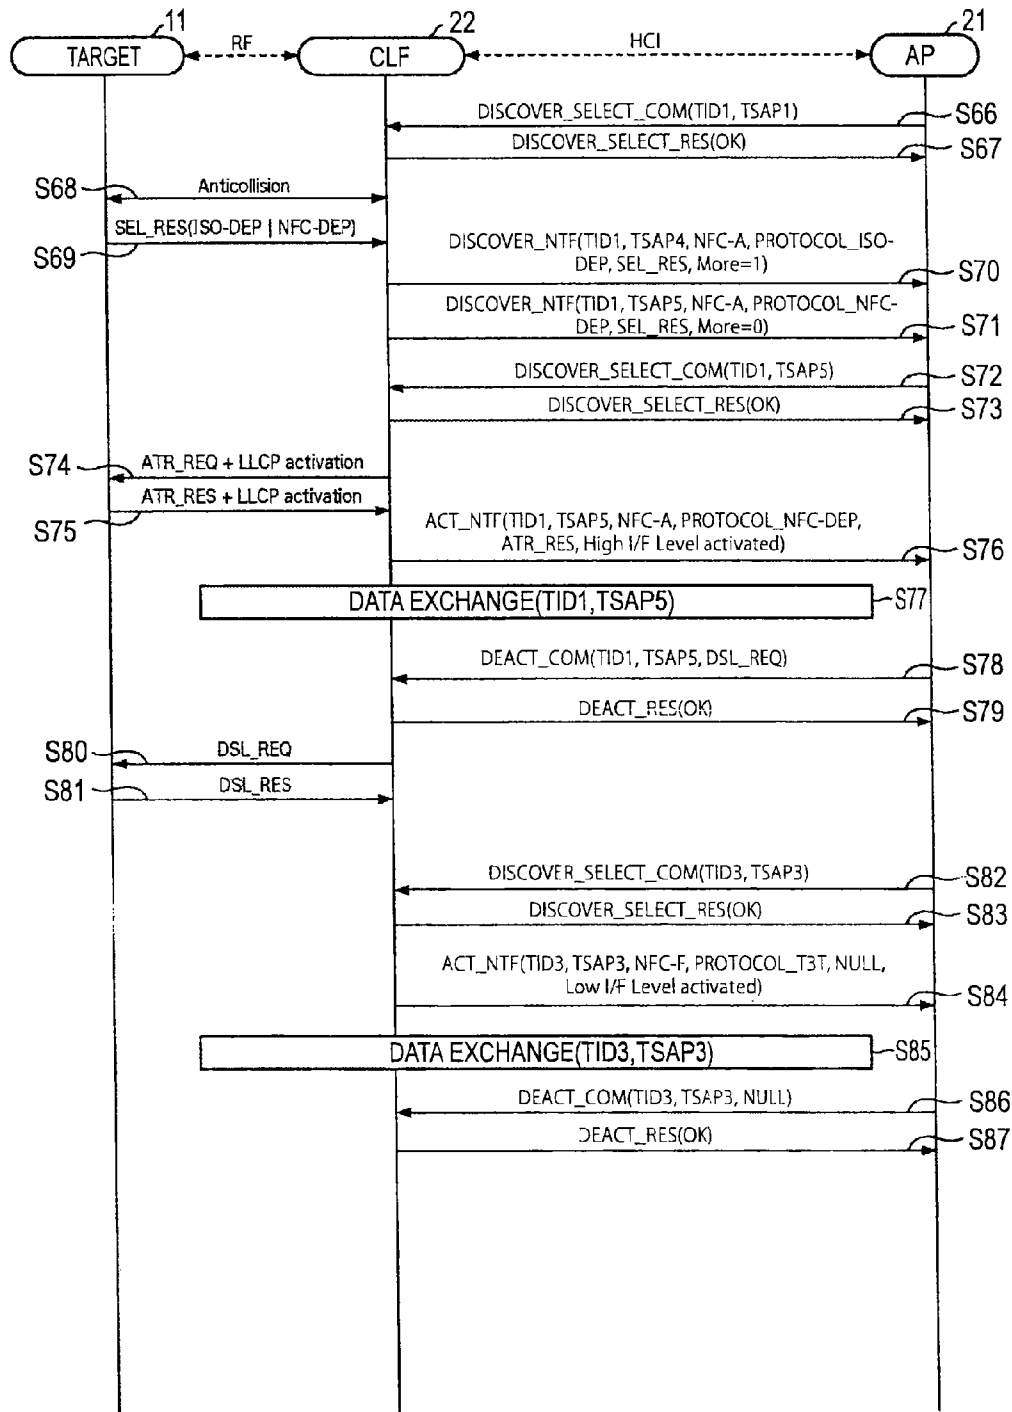 11
22
21
TARGET
RF
CLF
HCI
AP
DISCOVER_SELECT_COM(TID1, TSAP1)
S66
DISCOVER_SELECT_RES(OK)
S67
S68
Anticollision
SEL_RES(ISO-DEP | NFC-DEP)
S69
DISCOVER_NTF(TID1, TSAP4, NFC-A, PROTOCOL_ISO-
DEP, SEL_RES, More=1)
S70
DISCOVER_NTF(TID1, TSAP5, NFC-A, PROTOCOL_NFC-
DEP, SEL_RES, More=0)
S71
DISCOVER_SELECT_COM(TID1, TSAP5)
S72
DISCOVER_SELECT_RES(OK)
S73
S74
ATR_REQ + LLCP activation
ATR_RES + LLCP activation
S75
ACT_NTF(TID1, TSAP5, NFC-A, PROTOCOL_NFC-DEP,
ATR_RES, High I/F Level activated)
S76
DATA EXCHANGE(TID1,TSAP5)
S77
DEACT_COM(TID1, TSAP5, DSL_REQ)
S78
DEACT_RES(OK)
S79
S80
DSL_REQ
S81
DSL_RES
DISCOVER_SELECT_COM(TID3, TSAP3)
S82
DISCOVER_SELECT_RES(OK)
S83
ACT_NTF(TID3, TSAP3, NFC-F, PROTOCOL_T3T, NULL,
Low I/F Level activated)
S84
DATA EXCHANGE(TID3,TSAP3)
S85
DEACT_COM(TID3, TSAP3, NULL)
S86
DEACT_RES(OK)
S87